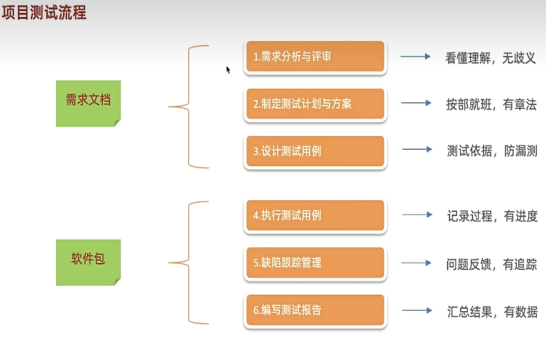 项目测试流程
1.需求分析与评审
看懂理解，无歧义
需求文档
2.制定测试计划与方案
按部就班，有章法
3.设计测试用例
测试依据，防漏测
4.执行测试用例
记录过程，有进度
软件包
5.缺陷跟踪管理
问题反馈，有追踪
6.编写测试报告
汇总结果，有数据